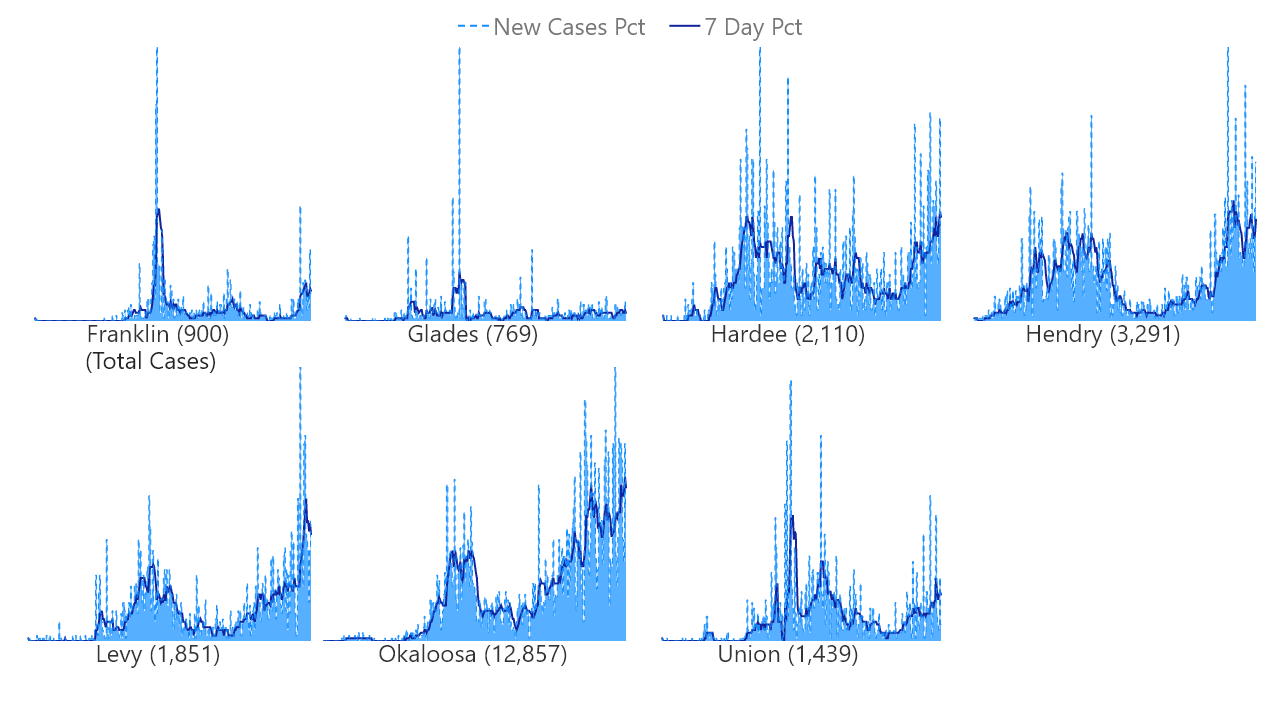 New Cases Pct 7 Day Pct
Franklin (900)
(Total Cases)
Glades (769)
Hardee (2,110)
Hendry (3,291)
Levy (1,851)
Okaloosa (12,857)
Union (1,439)